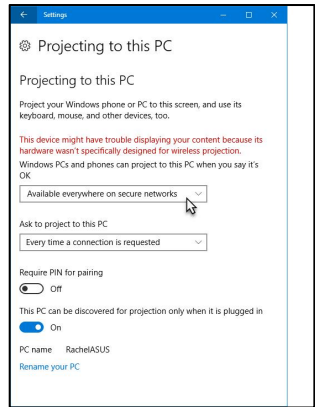 Settings
Projecting to this PC
Projecting to this PC
Project your Windows phone or PC to this screen, and use its
keyboard, mouse, and other devices, too.
This device might have trouble displaying your content because its
hardware wasn't specifically designed for wireless projection.
Windows PCs and phones can project to this PC when you say it's
OK
Available everywhere on secure networks
Ask to project to this PC
Every time a connection is requested
Require PIN for pairing
Off
This PC can be discovered for projection only when it is plugged in
On
PC name RachelASUS
Rename your PC